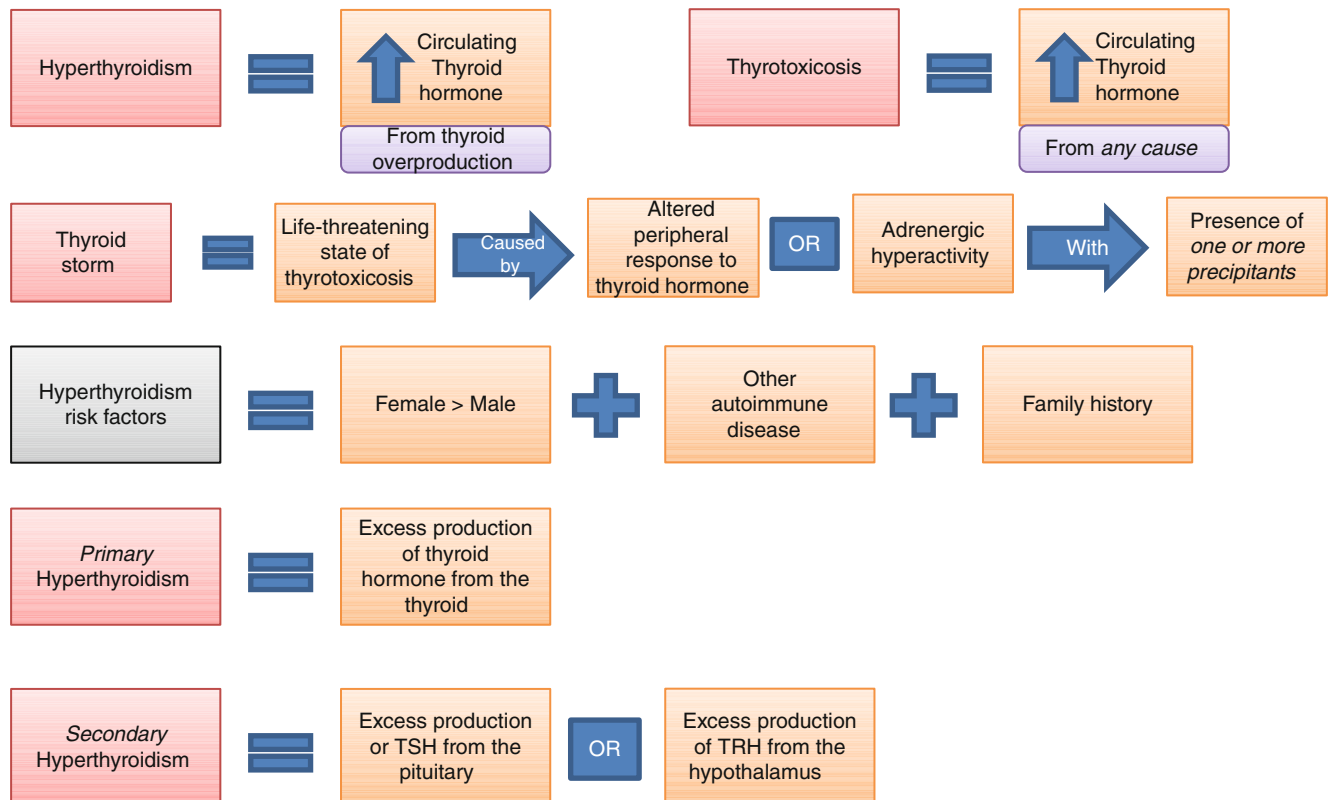 Hyperthyroidism
Circulating
Thyroid
hormone
From thyroid
overproduction
Thyrotoxicosis
Circulating
Thyroid
hormone
From any cause
Thyroid
storm
Life-threatening
state of
thyrotoxicosis
Caused
by
Altered
peripheral
response to
thyroid hormone
OR
Adrenergic
hyperactivity
With
Presence of
one or more
precipitants
Hyperthyroidism
risk factors
Female > Male
Other
autoimmune
disease
Family history
Primary
Hyperthyroidism
Excess production
of thyroid
hormone from the
thyroid
Secondary
Hyperthyroidism
Excess production
or TSH from the
pituitary
OR
Excess production
of TRH from the
hypothalamus